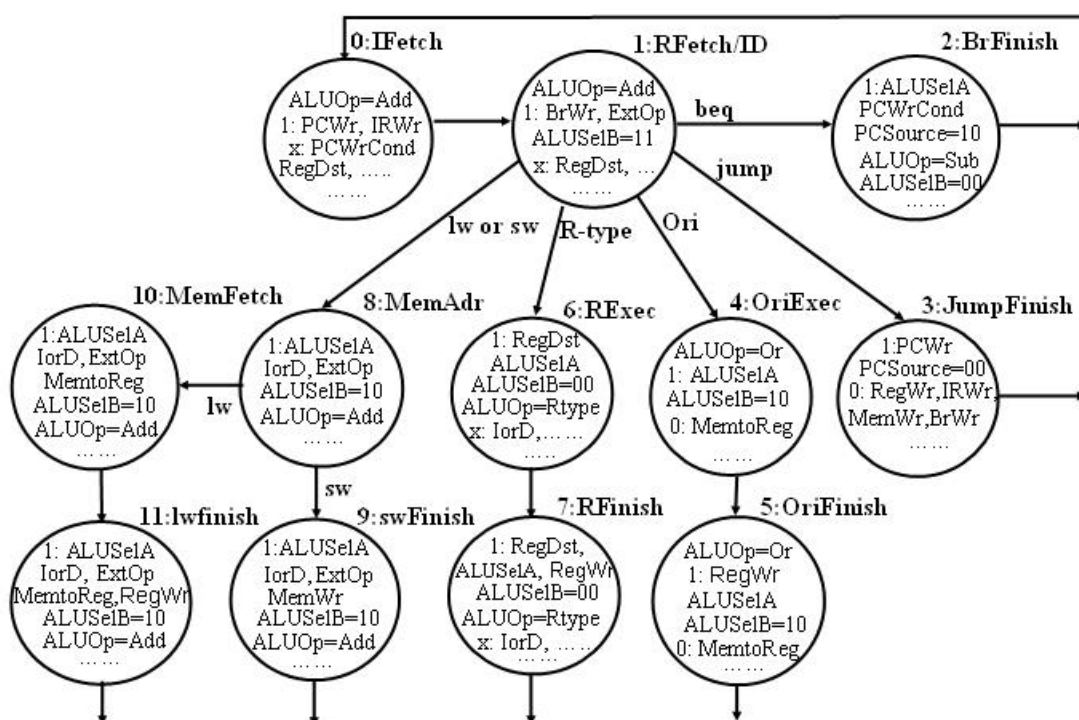 0:IFetch
ALUOp=Add
1: PCWr, IRWr
x: PCWrCond
RegDst, .....
... ...
1:RFetch/ID
ALUOp=Add
1: BrWr, ExtOp
ALUSelB=11
x: RegDst, ...
... ...
beq
2: BrFinish
1:ALUSelA
PCWrCond
PCSource=10
ALUOp=Sub
ALUSelB=00
... ...
lw or sw
R-type
Ori
jump
10:MemFetch
1:ALUSelA
IorD, ExtOp
MemtoReg
ALUSelB=10
ALUOp=Add
... ...
lw
8:MemAdr
1:ALUSelA
IorD,ExtOp
ALUSelB=10
ALUOp=Add
... ...
6:RExec
1: RegDst
ALUSelA
ALUSelB=00
ALUOp=Rtype
x: IorD,... ...
.....
4:OriExec
ALUOp=Or
1: ALUSelA
ALUSelB=10
0: MemtoReg
... ...
3:JumpFinish
1:PCWr
PCSource=00
0: RegWr,IRWr,
MemWr,BrWr
... ...
sw
11:lwfinish
1: ALUSelA
IorD, ExtOp
MemtoReg,RegWr
ALUSelB=10
ALUOp=Add
... ...
9:swFinish
1:ALUSelA
IorD,ExtOp
MemWr
ALUSelB=10
ALUOp=Add
... ...
7:RFinish
1: RegDst,
ALUSelA, RegWr
ALUSelB=00
ALUOp=Rtype
x: IorD, .....
... ...
5:OriFinish
ALUOp=Or
1: RegWr
ALUSelA
ALUSelB=10
0: MemtoReg
... ...